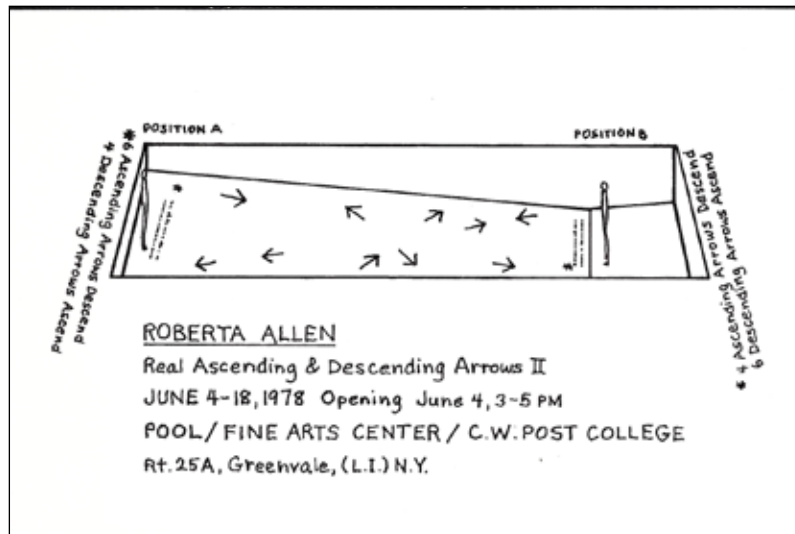 POSITION A
POSITION B
*6 Ascending Arrows Descend
4 Descending Arrows Ascend
* 4 Ascending Arrows Descend
6 Descending Arrows Ascend
*
*
ROBERTA ALLEN
Real Ascending & Descending Arrows II
JUNE 4-18, 1978 Opening June 4, 3-5 PM
POOL/FINE ARTS CENTER/C.W. POST COLLEGE
Rt. 25A, Greenvale, (L.I.) N.Y.